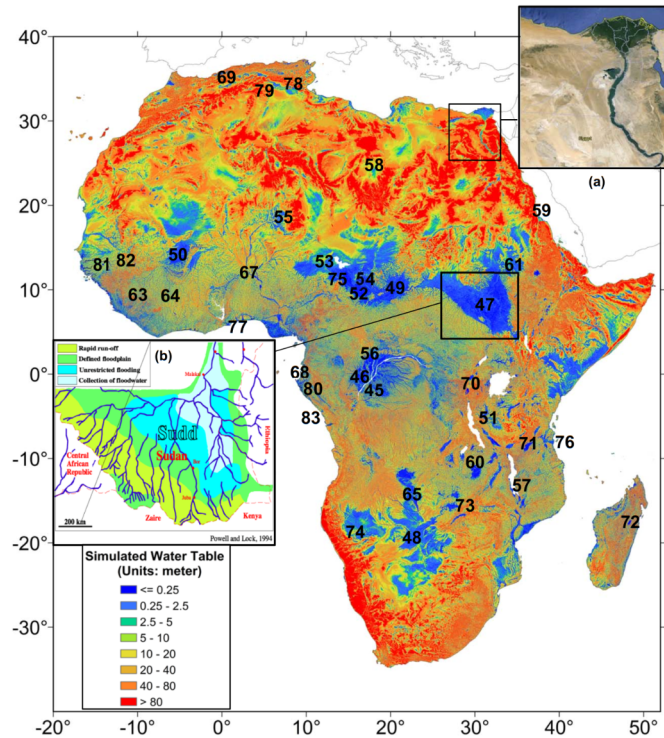 40°
30°
20°
10°
0°
-10°
-20°
-30°
-20°
-10°
0°
10°
20°
30°
40°
50°
(a)
69
79
78
58
59
55
50
81
82
63
64
67
53
75
54
52
49
61
47
77
56
46
45
68
80
83
70
51
71
76
60
57
65
73
74
48
72
(b)
Rapid run-off
Defined floodplain
Unrestricted flooding
Collection of floodwater
Sudd
Sudan
Ethiopia
Central
African
Republic
Zaire
Kenya
200 km
Powell and Lock, 1994
Simulated Water Table
(Units: meter)
<= 0.25
0.25 - 2.5
2.5 - 5
5 - 10
10 - 20
20 - 40
40 - 80
> 80